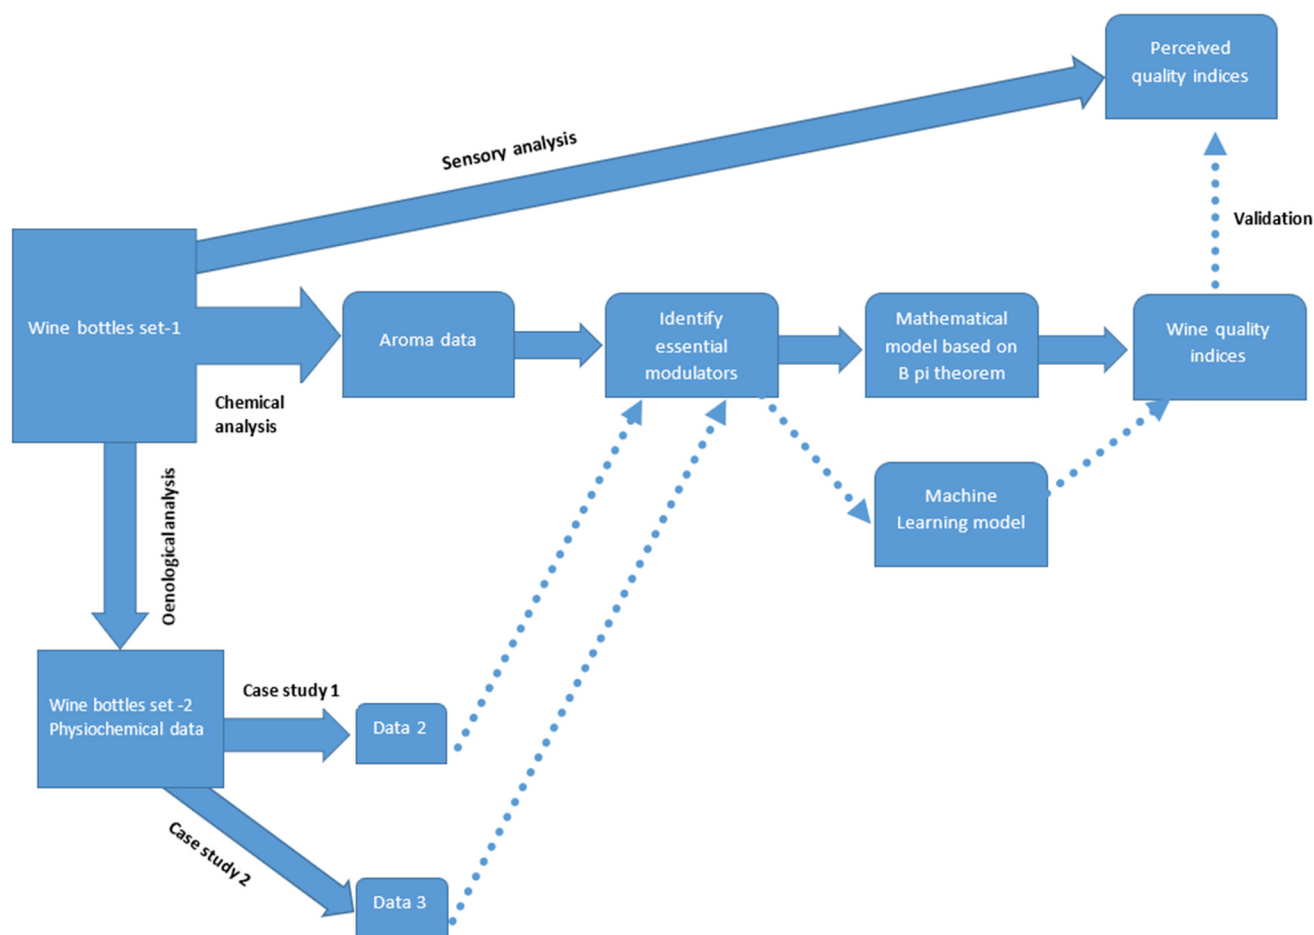 Perceived
quality indices
Sensory analysis
Validation
Wine bottles set-1
Chemical
analysis
Aroma data
Identify
essential
modulators
Mathematical
model based on
B pi theorem
Wine quality
indices
Machine
Learning model
Oenological analysis
Wine bottles set -2
Physiochemical data
Case study 1
Data 2
Case study 2
Data 3